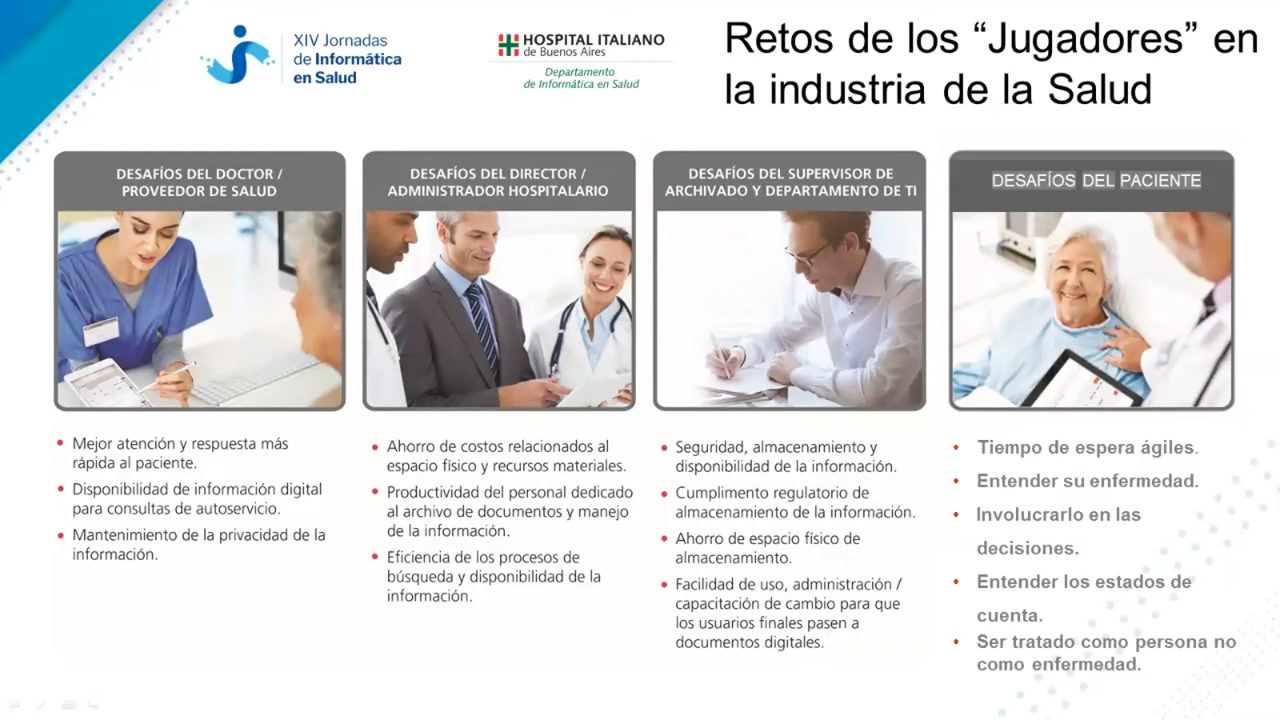 XIV Jornadas
de Informática
en Salud
HOSPITAL ITALIANO
de Buenos Aires
Departamento
de Informática en Salud
Retos de los “Jugadores” en
la industria de la Salud
DESAFÍOS DEL DOCTOR /
PROVEEDOR DE SALUD
• Mejor atención y respuesta más
rápida al paciente.
• Disponibilidad de información digital
para consultas de autoservicio.
• Mantenimiento de la privacidad de la
información.
DESAFÍOS DEL DIRECTOR /
ADMINISTRADOR HOSPITALARIO
• Ahorro de costos relacionados al
espacio físico y recursos materiales.
• Productividad del personal dedicado
al archivo de documentos y manejo
de la información.
• Eficiencia de los procesos de
búsqueda y disponibilidad de la
información.
DESAFÍOS DEL SUPERVISOR DE
ARCHIVADO Y DEPARTAMENTO DE TI
• Seguridad, almacenamiento y
disponibilidad de la información.
• Cumplimento regulatorio de
almacenamiento de la información.
• Ahorro de espacio físico de
almacenamiento.
• Facilidad de uso, administración /
capacitación de cambio para que
los usuarios finales pasen a
documentos digitales.
DESAFÍOS DEL PACIENTE
• Tiempo de espera ágiles.
• Entender su enfermedad.
• Involucrarlo en las
decisiones.
• Entender los estados de
cuenta.
• Ser tratado como persona no
como enfermedad.